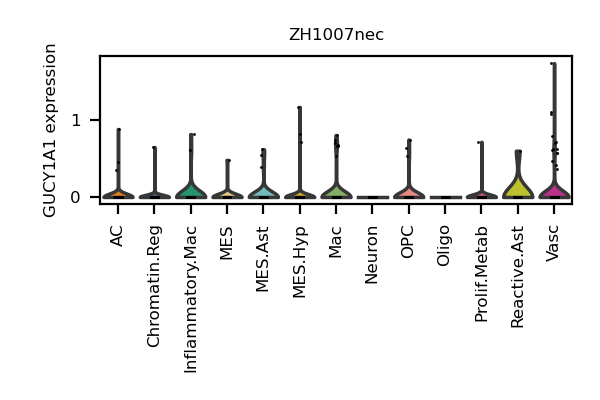 ZH1007nec
GUCY1A1 expression
1
0
AC
Chromatin.Reg
Inflammatory.Mac
MES
MES.Ast
MES.Hyp
Mac
Neuron
OPC
Oligo
Prolif.Metab
Reactive.Ast
Vasc